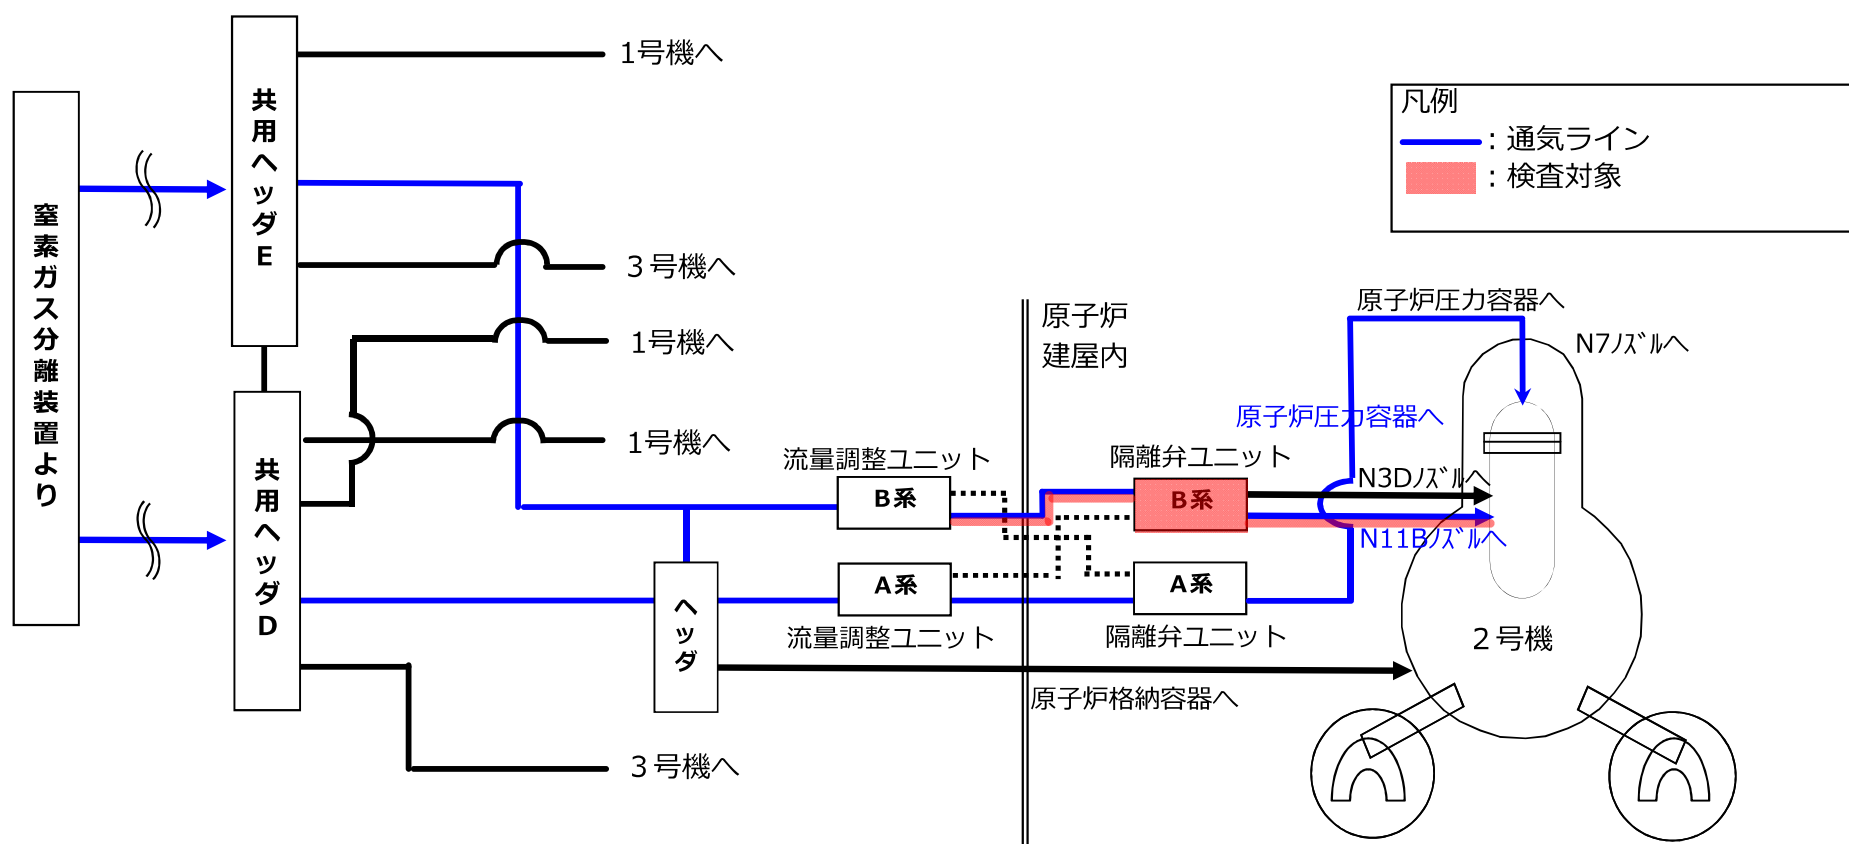 窒素ガス分離装置より
共用ヘッダE
共用ヘッダD
1号機へ
3号機へ
1号機へ
1号機へ
3号機へ
凡例
：通気ライン
：検査対象
原子炉
建屋内
流量調整ユニット
B系
A系
流量調整ユニット
ヘッダ
隔離弁ユニット
B系
A系
隔離弁ユニット
原子炉圧力容器へ
N7ﾉｽﾞﾙへ
原子炉圧力容器へ
N3Dﾉｽﾞﾙへ
N11Bﾉｽﾞﾙへ
２号機
原子炉格納容器へ